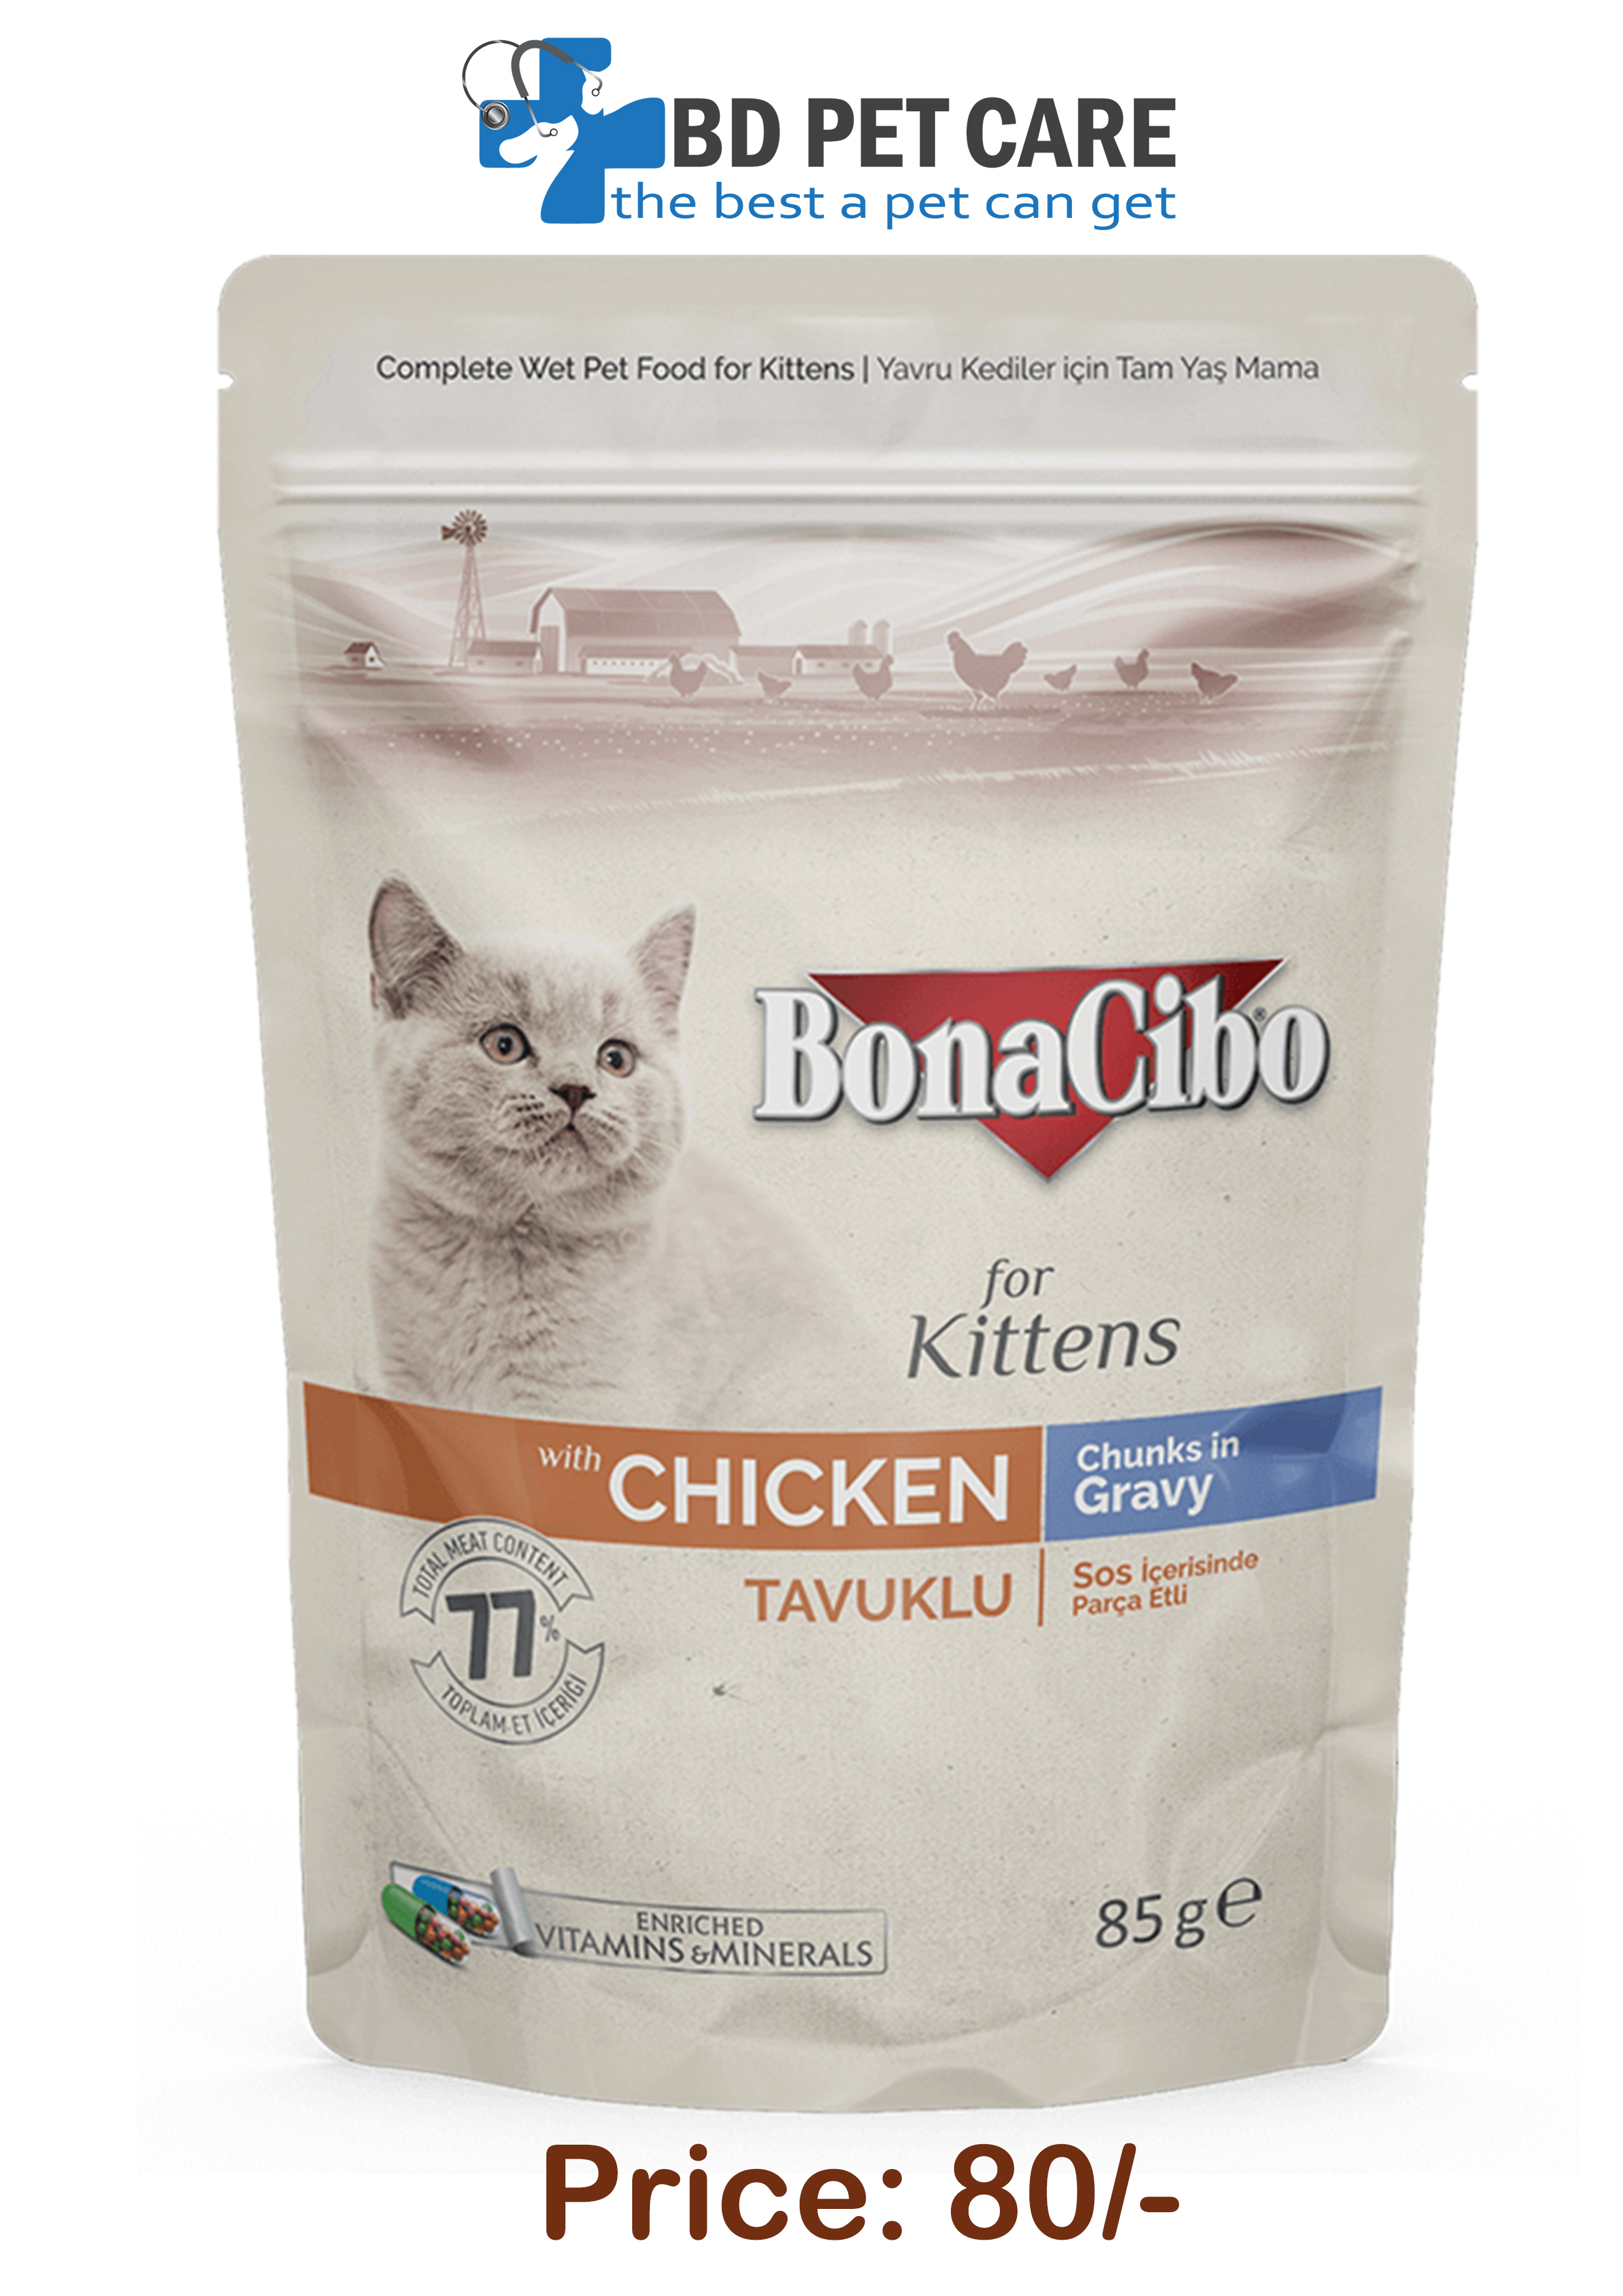 BD PET CARE
the best a pet can get
Complete Wet Pet Food for Kittens | Yavru Kediler için Tam Yaş Mama
BonaCibo®
for
Kittens
with CHICKEN
Chunks in
Gravy
TAVUKLU
Sos İçerisinde
Parça Etli
TOTAL MEAT CONTENT
77%
TOPLAM ET İÇERİĞİ
ENRICHED
VITAMINS & MINERALS
85 g e
Price: 80/-